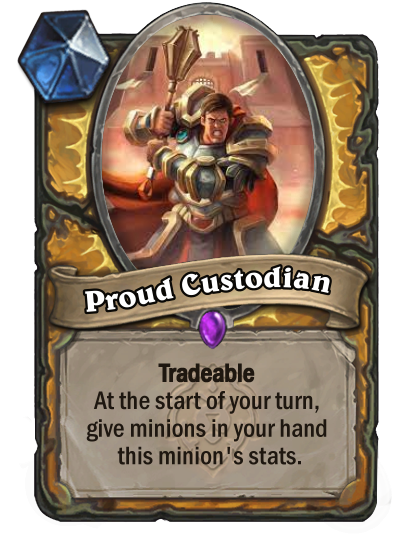 Proud Custodian
Tradeable
At the start of your turn,
give minions in your hand
this minion's stats.